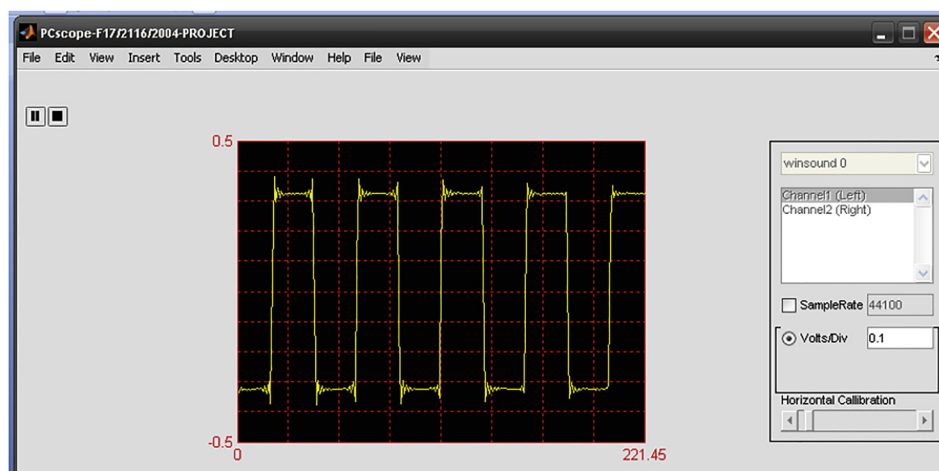 PCscope-F17/2116/2004-PROJECT
File Edit View Insert Tools Desktop Window Help File View
0.5
-0.5
0
221.45
winsound 0
Channel1 (Left)
Channel2 (Right)
SampleRate 44100
Volts/Div 0.1
Horizontal Callibration